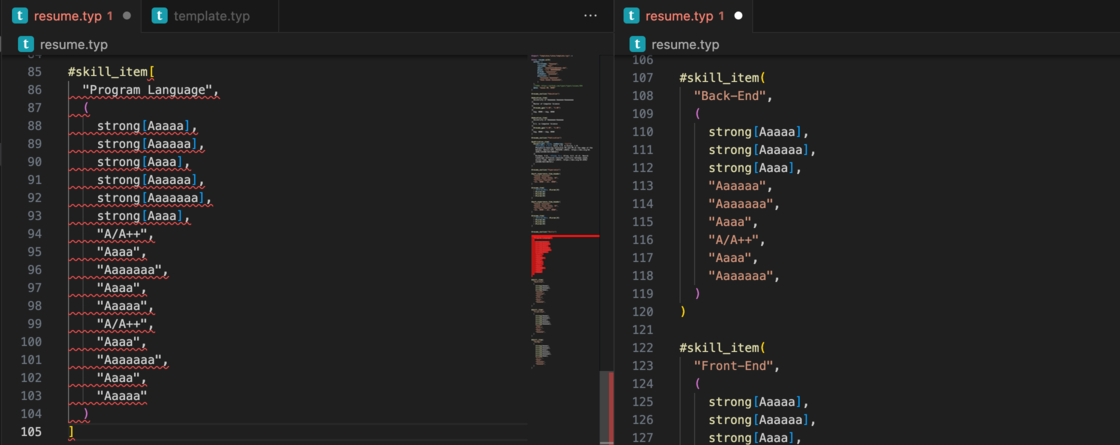 resume.typ 1
template.typ
resume.typ
84
85 #skill_item[
86 "Program Language",
87 (
88 strong[Aaaaa],
89 strong[Aaaaaa],
90 strong[Aaaa],
91 strong[Aaaaaa],
92 strong[Aaaaaaa],
93 strong[Aaaa],
94 "A/A++",
95 "Aaaa",
96 "Aaaaaaa",
97 "Aaaa",
98 "Aaaaa",
99 "A/A++",
100 "Aaaa",
101 "Aaaaaaa",
102 "Aaaa",
103 "Aaaaa"
104 )
105 ]
resume.typ 1
resume.typ
106
107 #skill_item(
108 "Back-End",
109 (
110 strong[Aaaaa],
111 strong[Aaaaaa],
112 strong[Aaaa],
113 "Aaaaaa",
114 "Aaaaaaa",
115 "Aaaa",
116 "A/A++",
117 "Aaaa",
118 "Aaaaaaa",
119 )
120 )
121
122 #skill_item(
123 "Front-End",
124 (
125 strong[Aaaaa],
126 strong[Aaaaaa],
127 strong[Aaaa],